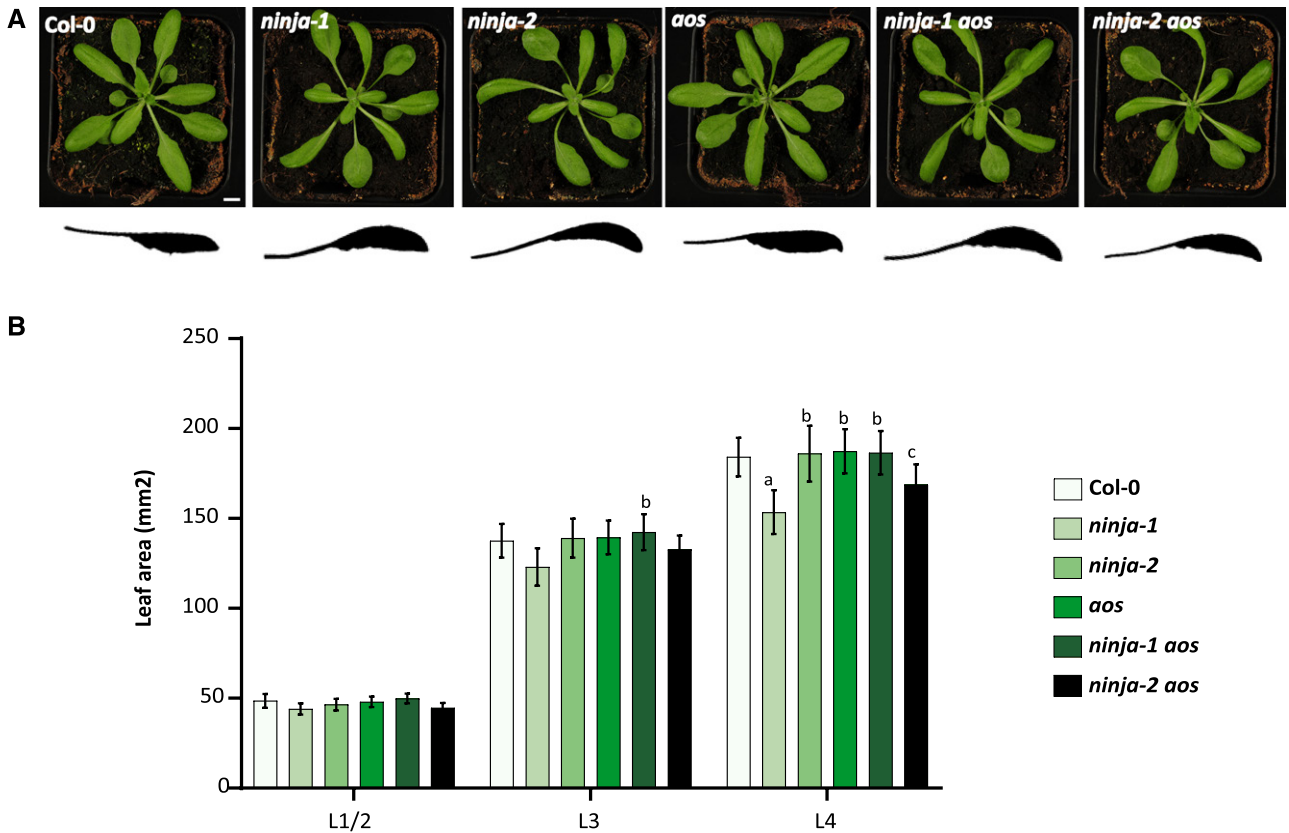 A
Col-0
ninja-1
ninja-2
aos
ninja-1 aos
ninja-2 aos
B
250
200
150
100
50
0
Leaf area (mm2)
b
a
b
b
b
c
L1/2
L3
L4
Col-0
ninja-1
ninja-2
aos
ninja-1 aos
ninja-2 aos